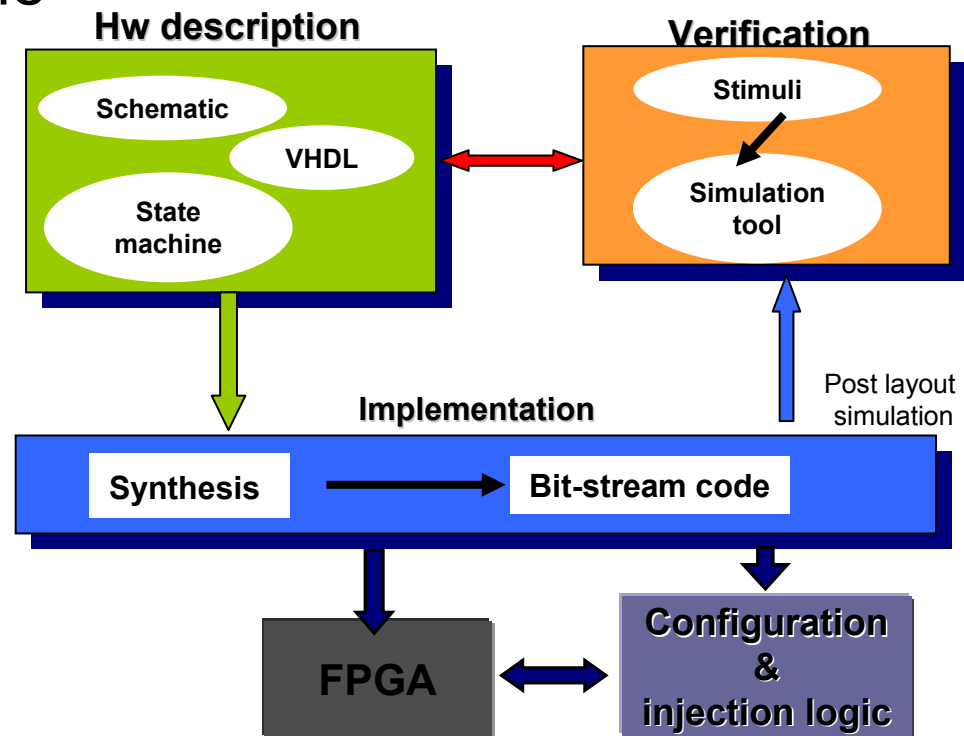 Hw description
Verification
Schematic
VHDL
State
machine
Stimuli
Simulation
tool
Post layout
simulation
Implementation
Synthesis
Bit-stream code
FPGA
Configuration
&
injection logic